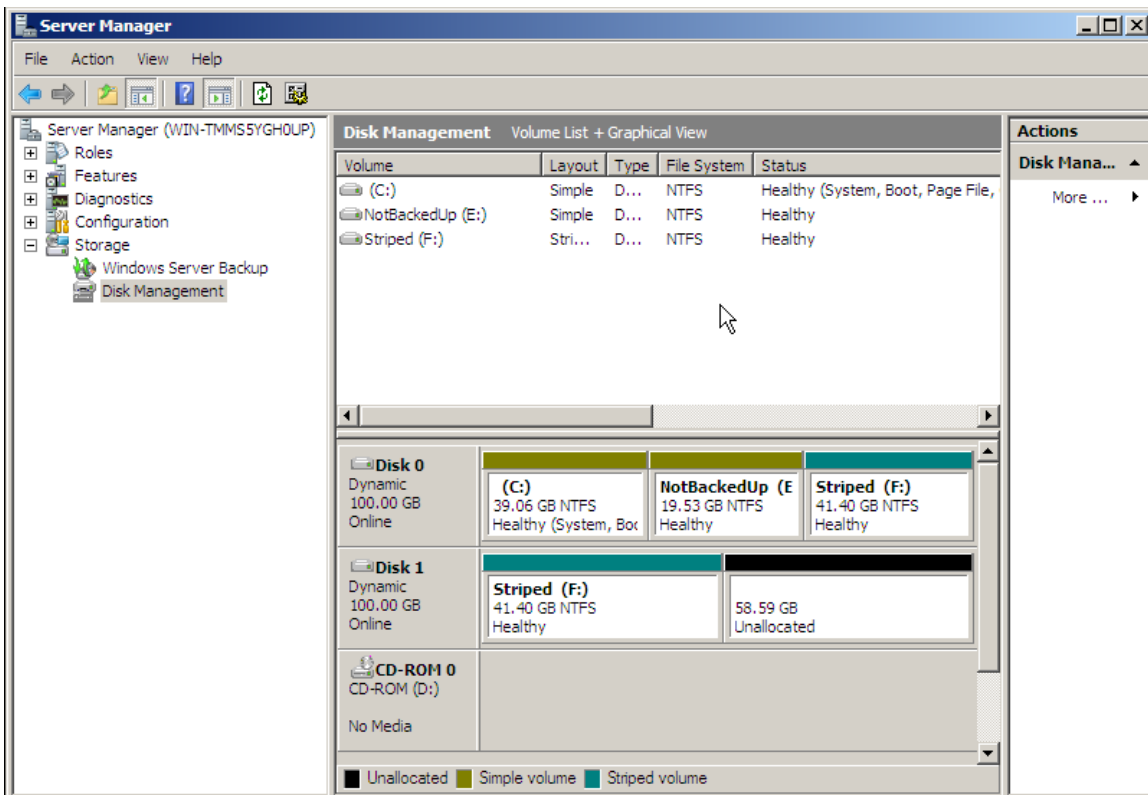 Server Manager
File Action View Help
Server Manager (WIN-TMMS5YGH0UP)
Roles
Features
Diagnostics
Configuration
Storage
Windows Server Backup
Disk Management
Disk Management Volume List + Graphical View
Volume Layout Type File System Status
(C:) Simple D... NTFS Healthy (System, Boot, Page File,
NotBackedUp (E:) Simple D... NTFS Healthy
Striped (F:) Stri... D... NTFS Healthy
Disk 0
Dynamic
100.00 GB
Online
(C:)
39.06 GB NTFS
Healthy (System, Boc
NotBackedUp (E
19.53 GB NTFS
Healthy
Striped (F:)
41.40 GB NTFS
Healthy
Disk 1
Dynamic
100.00 GB
Online
Striped (F:)
41.40 GB NTFS
Healthy
58.59 GB
Unallocated
CD-ROM 0
CD-ROM (D:)
No Media
Unallocated Simple volume Striped volume
Actions
Disk Mana...
More ...